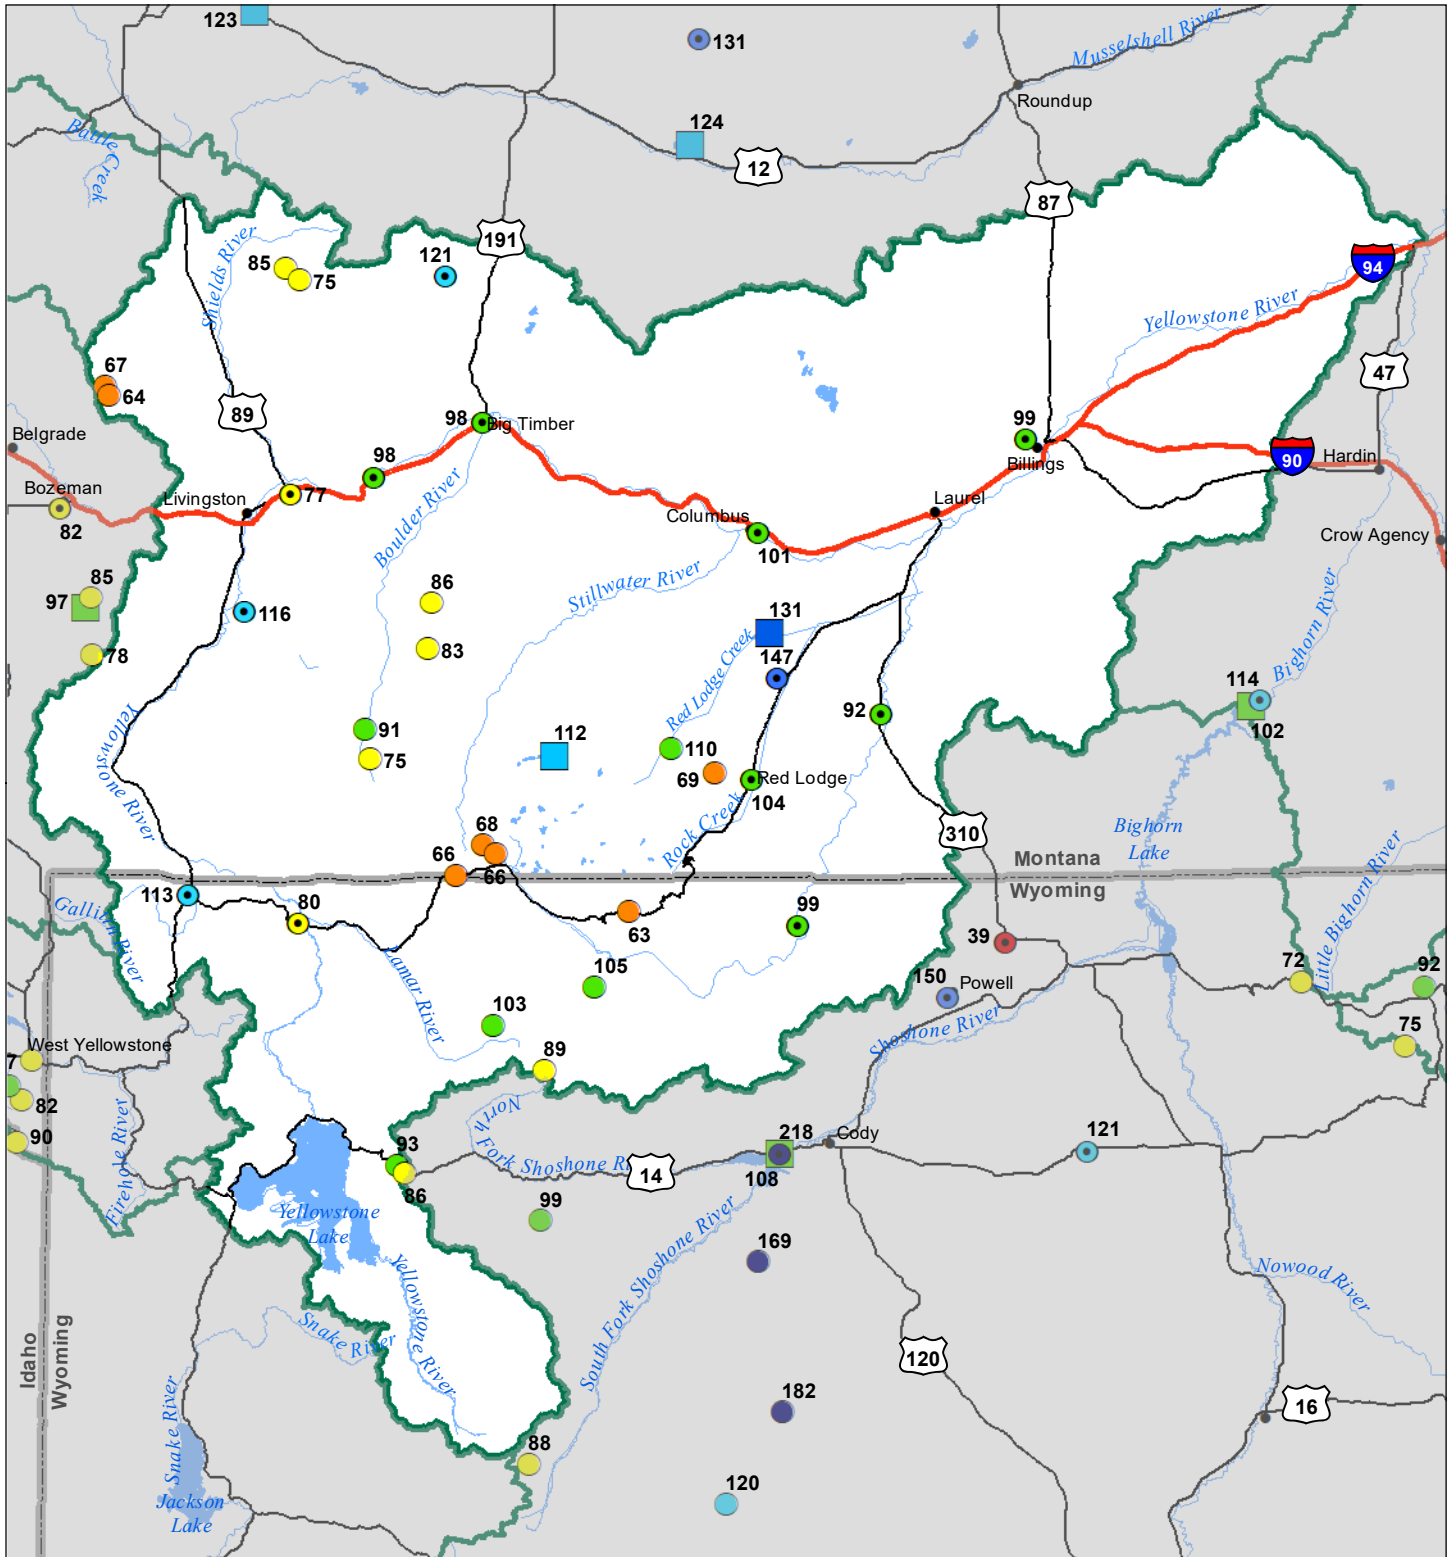 123
131
Musselshell River
Roundup
124
12
Battle Creek
87
191
121
Shields River
85
75
94
Yellowstone River
67
64
47
89
98
Big Timber
99
Belgrade
98
Billings
90
Hardin
Bozeman
Livingston
77
Laurel
82
Columbus
Boulder River
101
Crow Agency
85
86
Stillwater River
97
116
131
Bighorn River
78
83
147
Red Lodge Creek
114
92
102
91
112
110
Yellowstone River
75
69
Red Lodge
104
Rock Creek
310
Bighorn
Lake
68
66
66
Montana
Wyoming
Little Bighorn River
113
Gallitin River
80
63
99
39
105
72
92
150
Powell
Lamar River
103
Shoshone River
75
West Yellowstone
89
7
82
North Fork Shoshone R
Firehole River
90
93
218
Cody
121
86
14
108
Yellowstone
Lake
99
South Fork Shoshone River
169
Yellowstone River
Nowood River
Snake River
Idaho
Wyoming
120
182
16
Snake River
88
Jackson
Lake
120